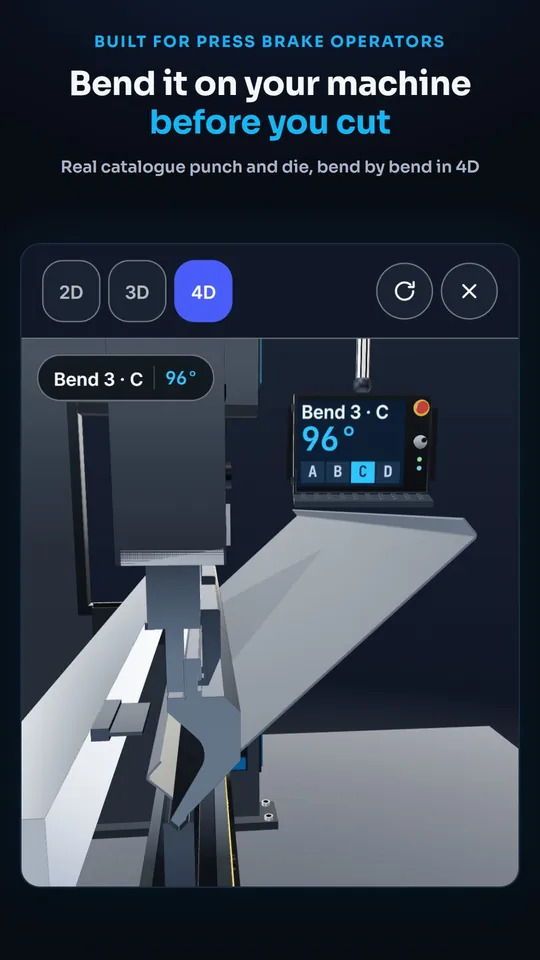 BUILT FOR PRESS BRAKE OPERATORS
Bend it on your machine
before you cut
Real catalogue punch and die, bend by bend in 4D
2D 3D 4D
Bend 3 · C 96°
Bend 3 · C
96°
A B C D